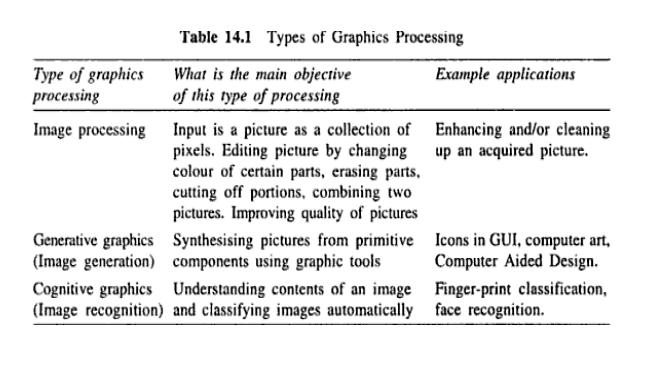 Table 14.1 Types of Graphics Processing
Type of graphics What is the main objective Example applications
processing of this type of processing
Image processing Input is a picture as a collection of Enhancing and/or cleaning
pixels. Editing picture by changing up an acquired picture.
colour of certain parts, erasing parts,
cutting off portions, combining two
pictures. Improving quality of pictures
Generative graphics Synthesising pictures from primitive Icons in GUI, computer art,
(Image generation) components using graphic tools Computer Aided Design.
Cognitive graphics Understanding contents of an image Finger-print classification,
(Image recognition) and classifying images automatically face recognition.